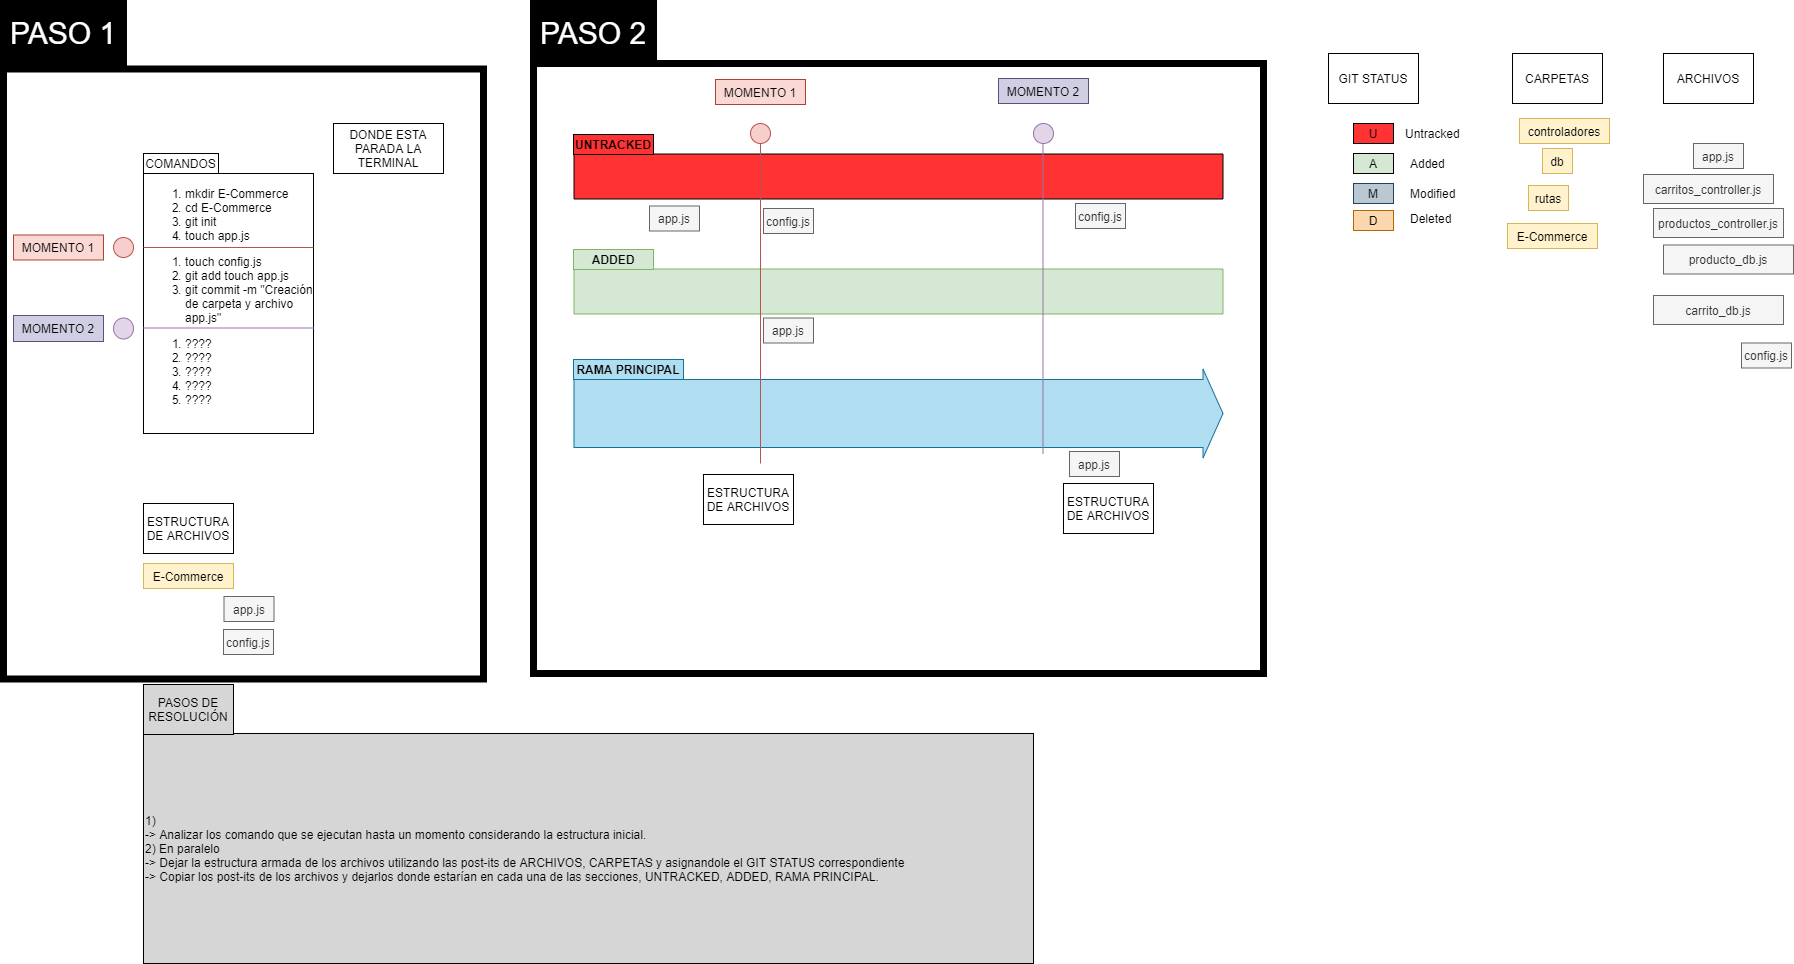 PASO 1
DONDE ESTA
PARADA LA
TERMINAL
COMANDOS
1. mkdir E-Commerce
2. cd E-Commerce
3. git init
4. touch app.js
MOMENTO 1
1. touch config.js
2. git add touch app.js
3. git commit -m "Creación
de carpeta y archivo
app.js"
MOMENTO 2
1. ????
2. ????
3. ????
4. ????
5. ????
ESTRUCTURA
DE ARCHIVOS
E-Commerce
app.js
config.js
PASO 2
MOMENTO 1
MOMENTO 2
UNTRACKED
app.js
config.js
config.js
ADDED
app.js
RAMA PRINCIPAL
app.js
ESTRUCTURA
DE ARCHIVOS
ESTRUCTURA
DE ARCHIVOS
GIT STATUS
U Untracked
A Added
M Modified
D Deleted
CARPETAS
controladores
db
rutas
E-Commerce
ARCHIVOS
app.js
carritos_controller.js
productos_controller.js
producto_db.js
carrito_db.js
config.js
PASOS DE
RESOLUCIÓN
1)
-> Analizar los comando que se ejecutan hasta un momento considerando la estructura inicial.
2) En paralelo
-> Dejar la estructura armada de los archivos utilizando las post-its de ARCHIVOS, CARPETAS y asignandole el GIT STATUS correspondiente
-> Copiar los post-its de los archivos y dejarlos donde estarían en cada una de las secciones, UNTRACKED, ADDED, RAMA PRINCIPAL.